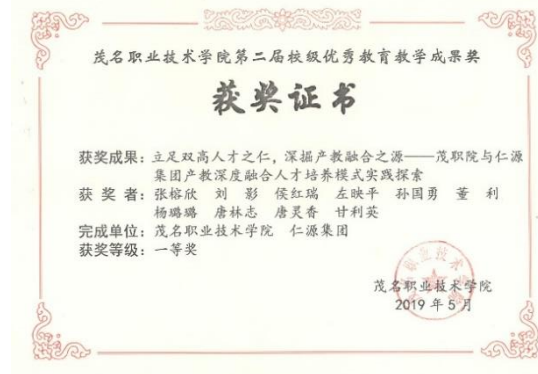 茂名职业技术学院第二届校级优秀教育教学成果奖
获奖证书
获奖成果：立足双高人才之仁，深掘产教融合之源——茂职院与仁源
集团产教深度融合人才培养模式实践探索
获 奖 者：张榕欣 刘 影 侯红瑞 左映平 孙国勇 董 利
杨璐璐 唐林志 唐灵香 甘利英
完成单位：茂名职业技术学院 仁源集团
获奖等级：一等奖
茂名职业技术学院
2019 年 5 月